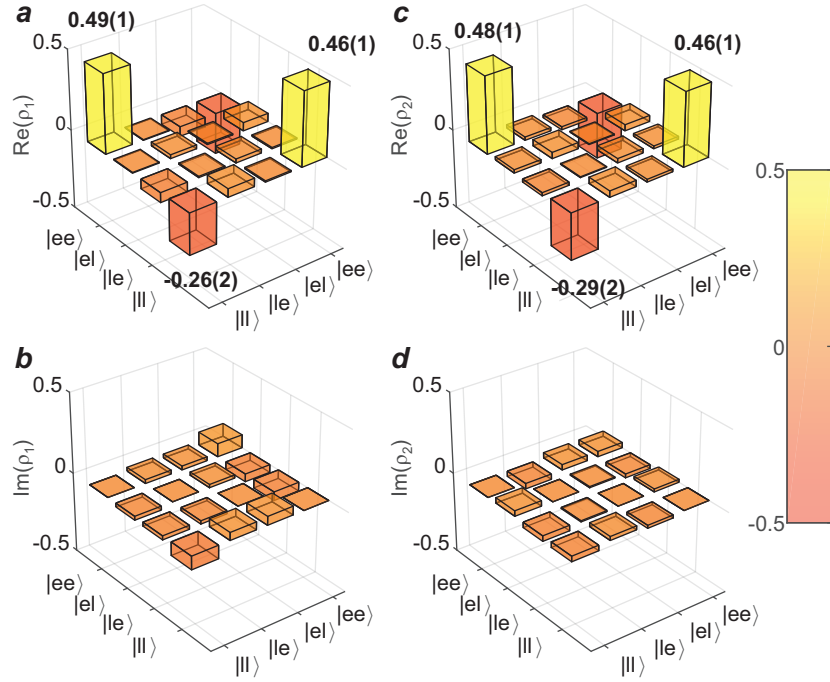 a
0.49(1)
0.46(1)
0.5
0
-0.5
Re(ρ1)
|ee⟩
|el⟩
|le⟩
|ll⟩
-0.26(2)
|ll⟩
|le⟩
|el⟩
|ee⟩
c
0.48(1)
0.46(1)
0.5
0
-0.5
Re(ρ2)
|ee⟩
|el⟩
|le⟩
|ll⟩
-0.29(2)
|ll⟩
|le⟩
|el⟩
|ee⟩
b
0.5
0
-0.5
Im(ρ1)
|ee⟩
|el⟩
|le⟩
|ll⟩
|ll⟩
|le⟩
|el⟩
|ee⟩
d
0.5
0
-0.5
Im(ρ2)
|ee⟩
|el⟩
|le⟩
|ll⟩
|ll⟩
|le⟩
|el⟩
|ee⟩
0.5
0
-0.5